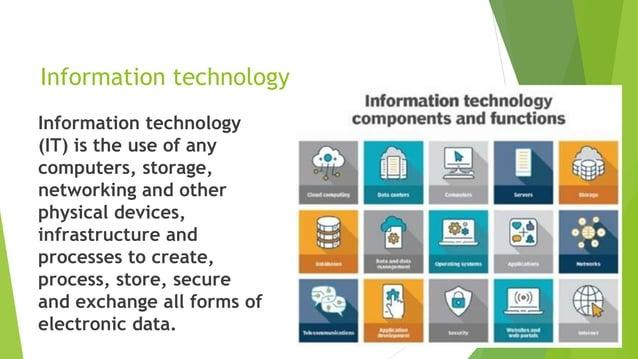 Information technology
Information technology
(IT) is the use of any
computers, storage,
networking and other
physical devices,
infrastructure and
processes to create,
process, store, secure
and exchange all forms of
electronic data.
Information technology
components and functions
Cloud computing
Data centers
Computers
Servers
Storage
Databases
Data and data
management
Operating systems
Applications
Networks
Telecommunications
Application
development
Security
Websites and
web portals
Internet